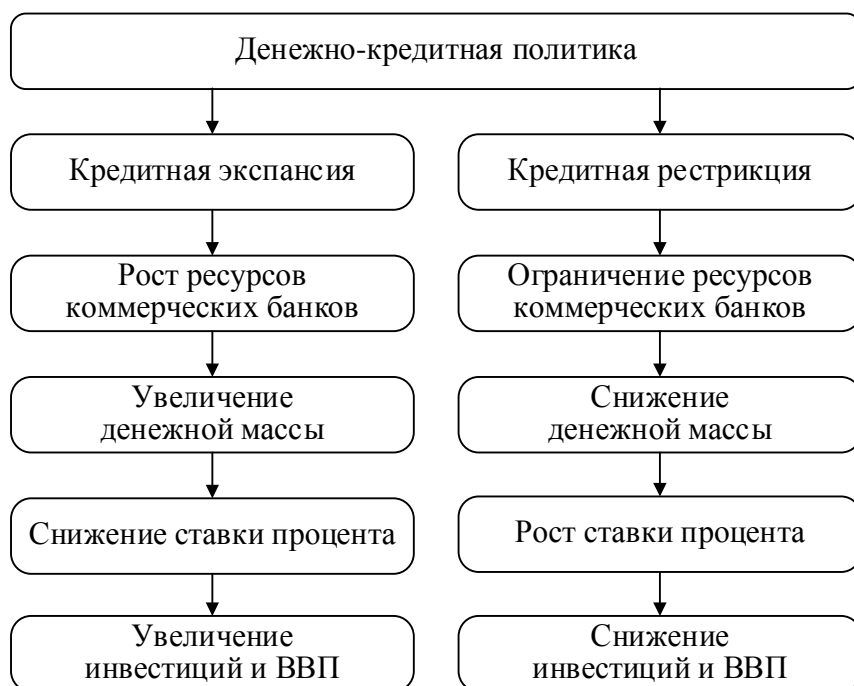 Денежно-кредитная политика
Кредитная экспансия
Кредитная рестрикция
Рост ресурсов
коммерческих банков
Ограничение ресурсов
коммерческих банков
Увеличение
денежной массы
Снижение
денежной массы
Снижение ставки процента
Рост ставки процента
Увеличение
инвестиций и ВВП
Снижение
инвестиций и ВВП